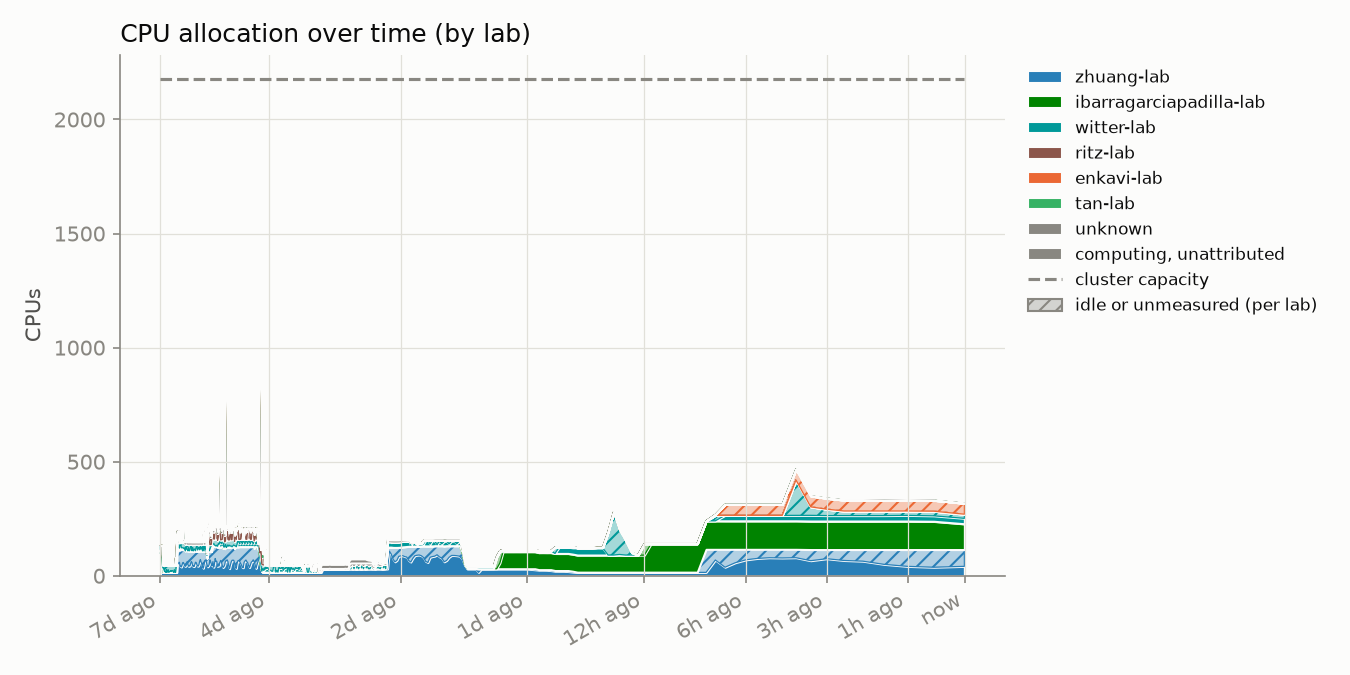 CPU allocation over time (by lab)
CPUs
2000
1500
1000
500
0
7d ago
4d ago
2d ago
1d ago
12h ago
6h ago
3h ago
1h ago
now
zhuang-lab
ibarragarciapadilla-lab
witter-lab
ritz-lab
enkavi-lab
tan-lab
unknown
computing, unattributed
cluster capacity
idle or unmeasured (per lab)